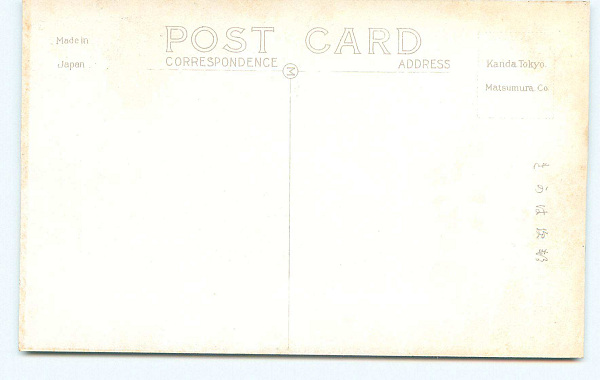 Made in
Japan
POST CARD
CORRESPONDENCE
M
ADDRESS
Kanda Tokyo.
Matsumura. Co